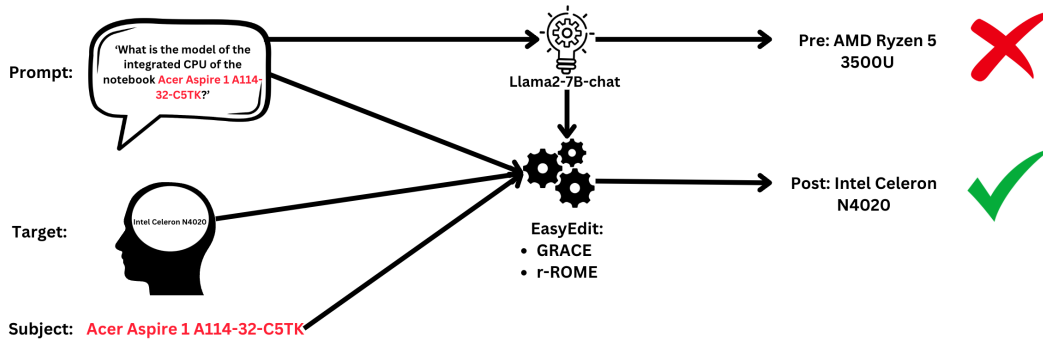 Prompt:
‘What is the model of the
integrated CPU of the
notebook Acer Aspire 1 A114-
32-C5TK?’
Llama2-7B-chat
Pre: AMD Ryzen 5
3500U
Target:
Intel Celeron N4020
EasyEdit:
• GRACE
• r-ROME
Post: Intel Celeron
N4020
Subject: Acer Aspire 1 A114-32-C5TK